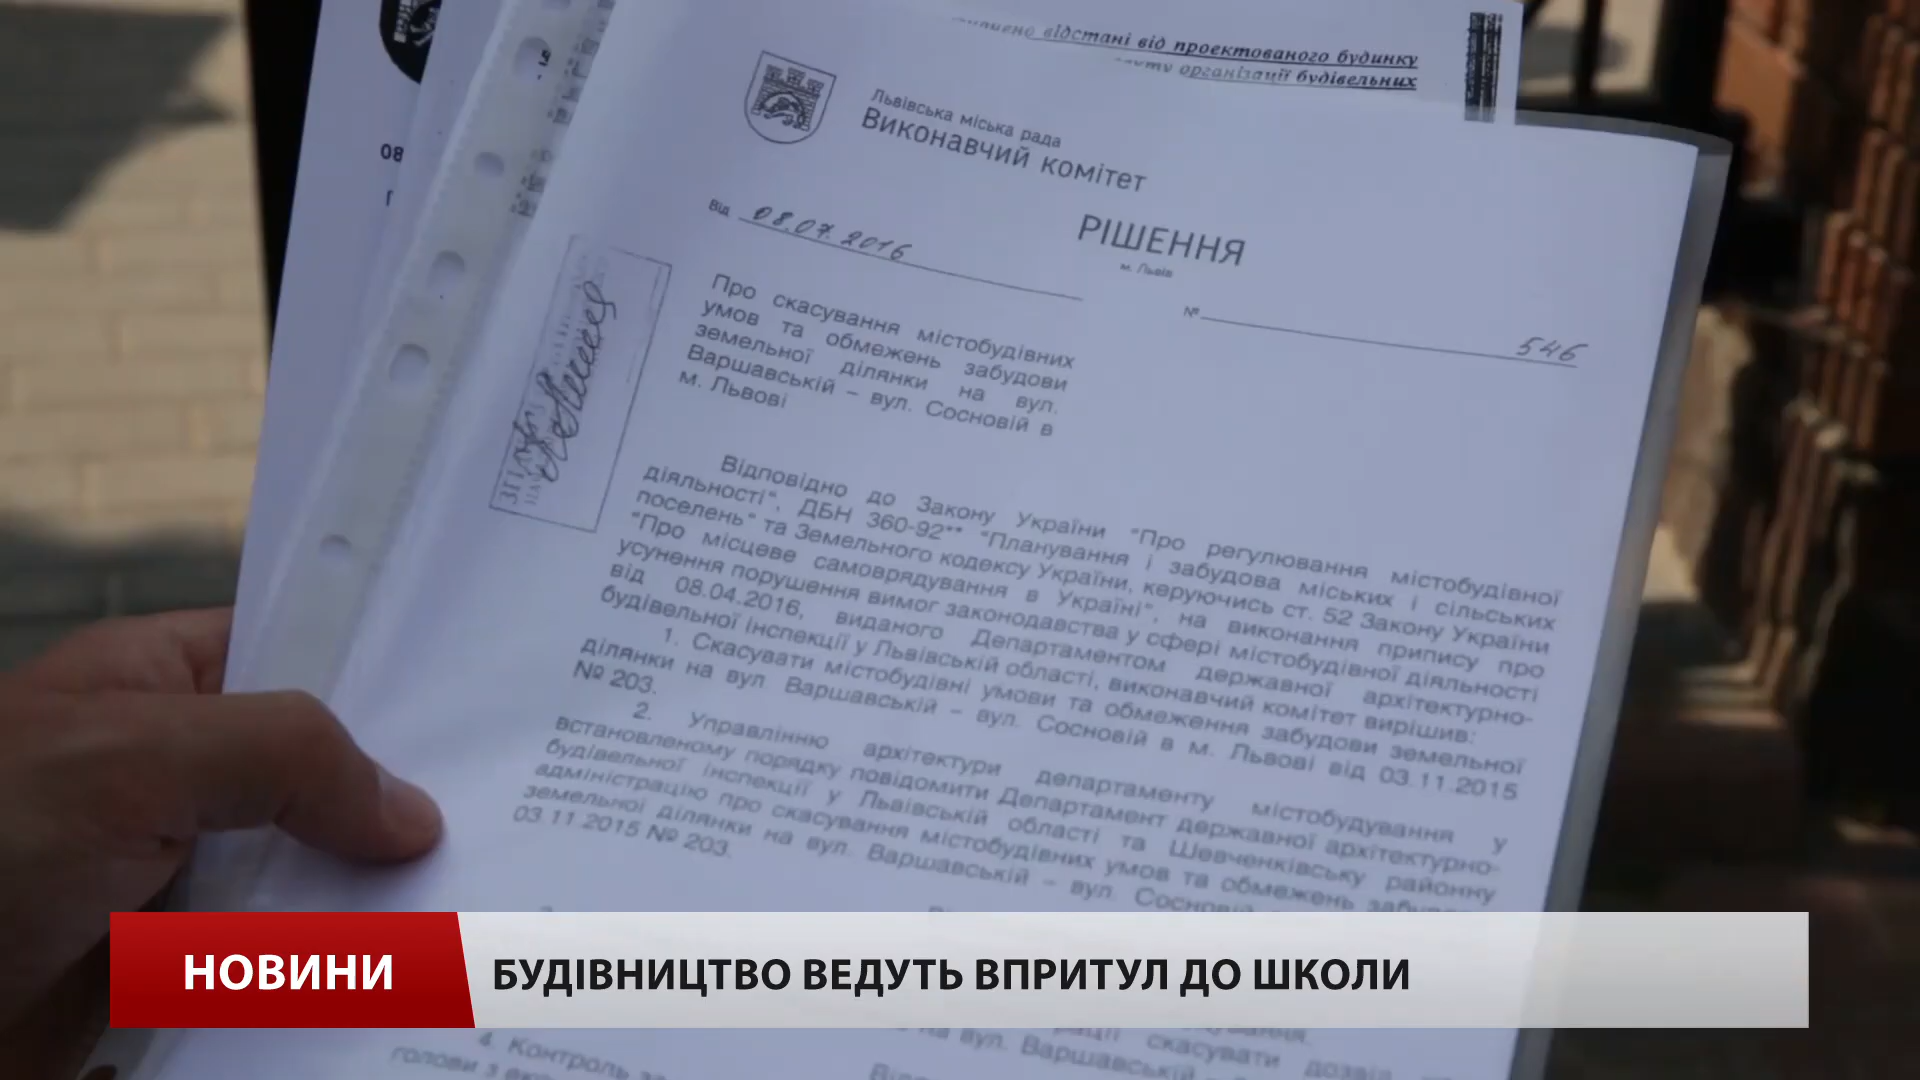 відстані від проектованого будинку
організації будівельних
Львівська міська рада
Виконавчий комітет
Від 08.07.2016
РІШЕННЯ
м. Львів
№ 546
Про скасування містобудівних
умов та обмежень забудови
земельної ділянки на вул.
Варшавській – вул. Сосновій в
м. Львові
Відповідно до Закону України "Про регулювання містобудівної
діяльності", ДБН 360-92** "Планування і забудова міських і сільських
поселень" та Земельного кодексу України, керуючись ст. 52 Закону України
"Про місцеве самоврядування в Україні", на виконання припису про
усунення порушення вимог законодавства у сфері містобудівної діяльності
від 08.04.2016, виданого Департаментом державної архітектурно-
будівельної інспекції у Львівській області, виконавчий комітет вирішив:
1. Скасувати містобудівні умови та обмеження забудови земельної
ділянки на вул Варшавській – вул. Сосновій в м. Львові від 03.11.2015
№ 203.
2. Управлінню архітектури департаменту містобудування у
встановленому порядку повідомити Департамент державної архітектурно-
будівельної інспекції у Львівській області та Шевченківську районну
адміністрацію про скасування містобудівних умов та обмежень
земельної ділянки на вул. Варшавській – вул. Сосновій
03.11.2015 № 203.
НОВИНИ
БУДІВНИЦТВО ВЕДУТЬ ВПРИТУЛ ДО ШКОЛИ
скасувати дозвіл
на вул. Варшавській
4. Контроль
голови з